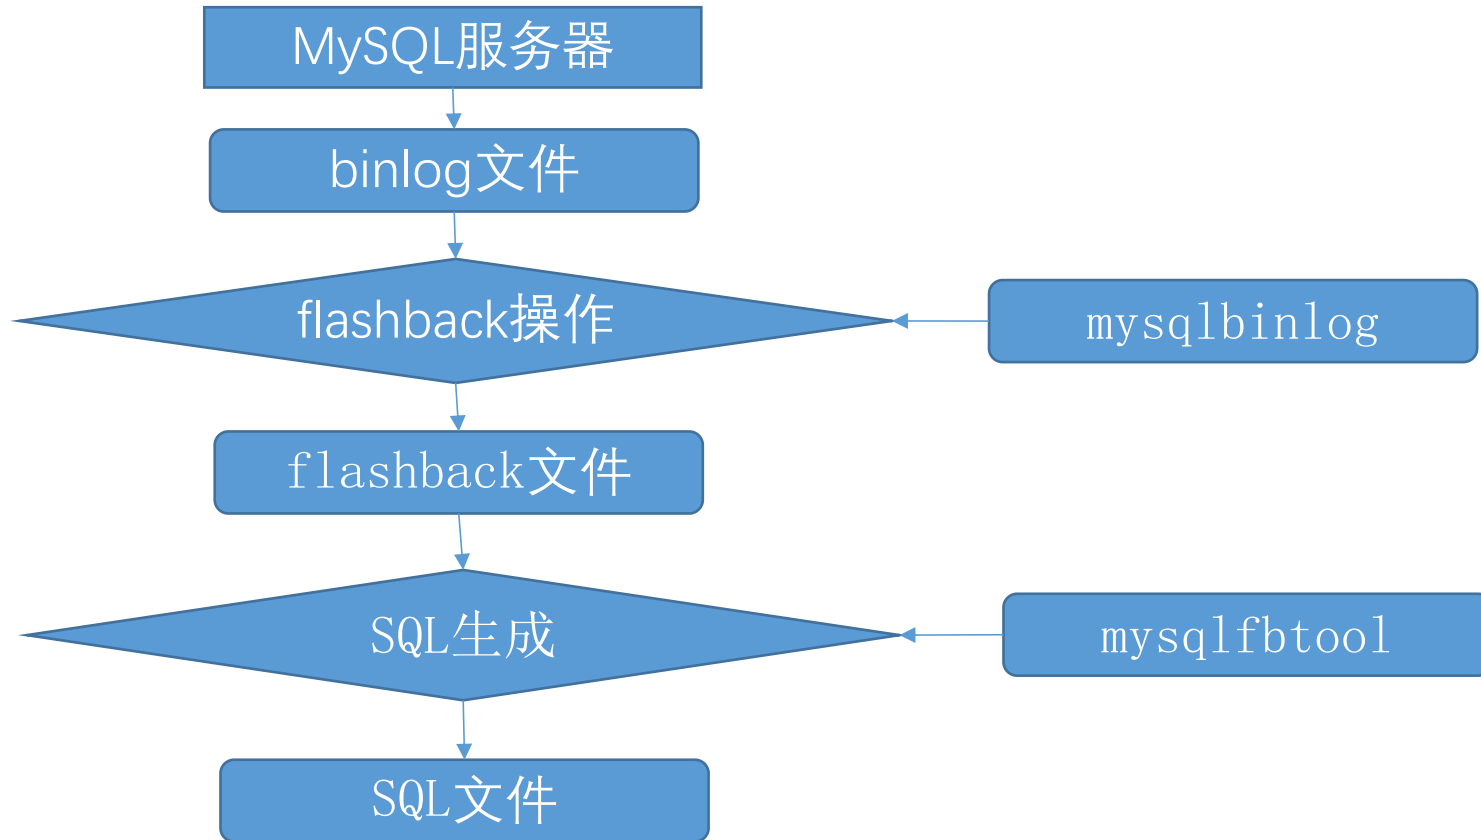 MySQL服务器
binlog文件
flashback操作
mysqlbinlog
flashback文件
SQL生成
mysqlfbtool
SQL文件